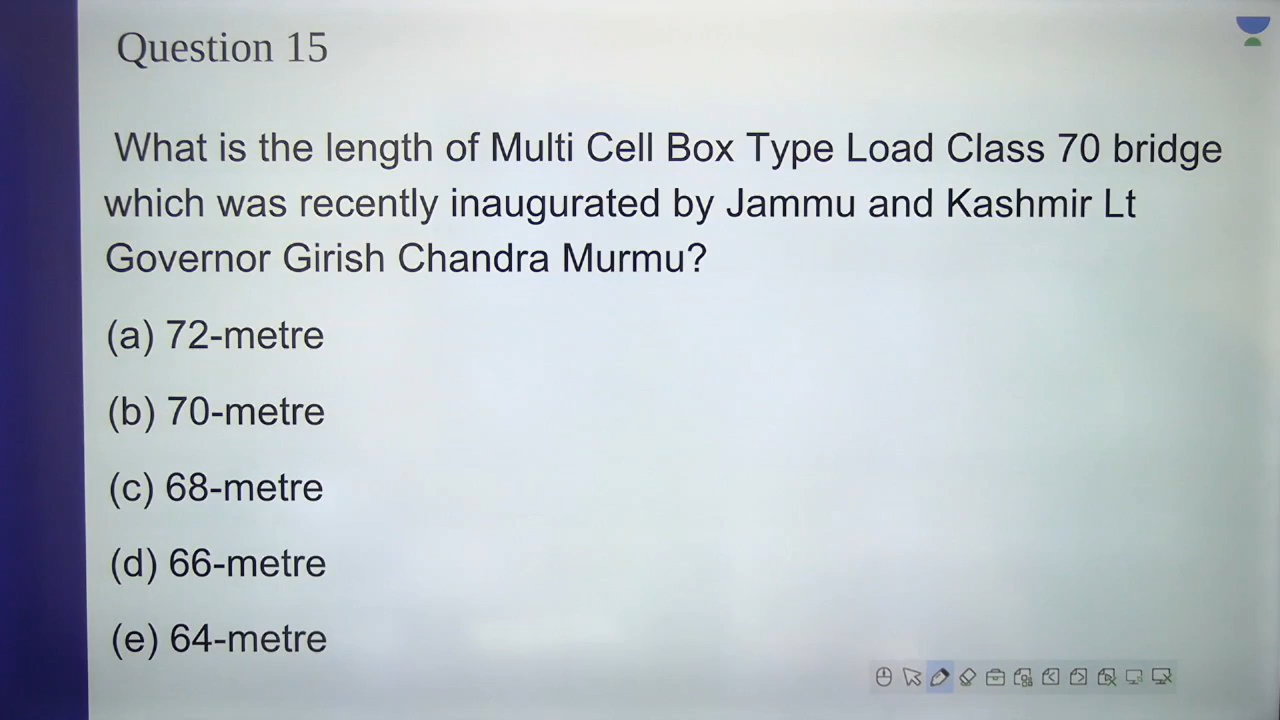 Question 15
What is the length of Multi Cell Box Type Load Class 70 bridge
which was recently inaugurated by Jammu and Kashmir Lt
Governor Girish Chandra Murmu?
(a) 72-metre
(b) 70-metre
(c) 68-metre
(d) 66-metre
(e) 64-metre